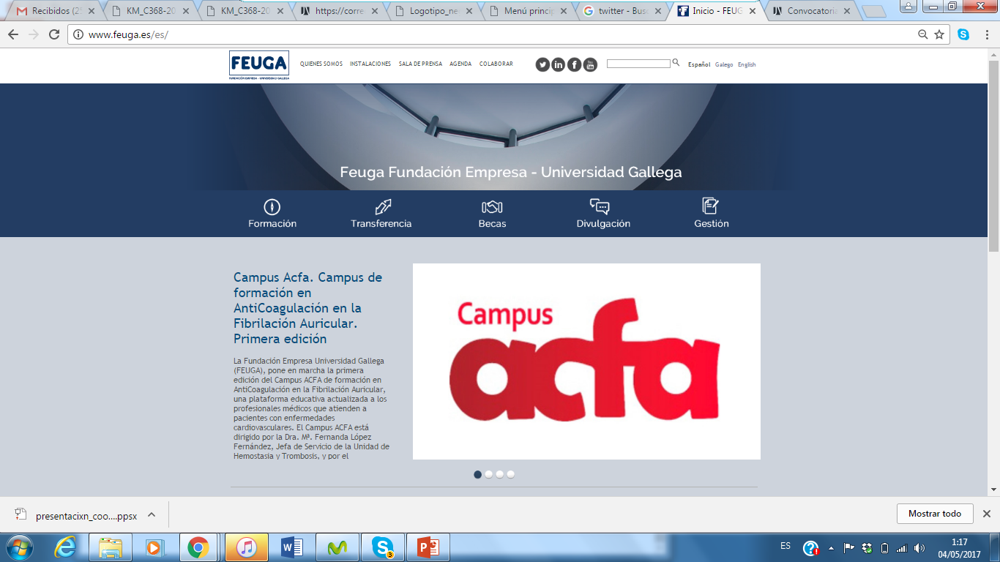 Recibidos (2
KM_C368-20
KM_C368-20
https://corre
Logotipo_ne
Menú princip
twitter - Bus
Inicio - FEUG
Convocatoria
www.feuga.es/es/
FEUGA
FUNDACIÓN EMPRESA - UNIVERSIDAD GALLEGA
QUIENES SOMOS INSTALACIONES SALA DE PRENSA AGENDA COLABORAR
You Tube
Español Galego English
Feuga Fundación Empresa - Universidad Gallega
Formación Transferencia Becas Divulgación Gestión
Campus Acfa. Campus de
formación en
AntiCoagulación en la
Fibrilación Auricular.
Primera edición
La Fundación Empresa Universidad Gallega
(FEUGA), pone en marcha la primera
edición del Campus ACFA de formación en
AntiCoagulación en la Fibrilación Auricular,
una plataforma educativa actualizada a los
profesionales médicos que atienden a
pacientes con enfermedades
cardiovasculares. El Campus ACFA está
dirigido por la Dra. Mª. Fernanda López
Fernández, Jefa de Servicio de la Unidad de
Hemostasia y Trombosis, y por el
Campus
acfa
presentacixn_coo....ppsx
Mostrar todo
3
ES
1:17
04/05/2017